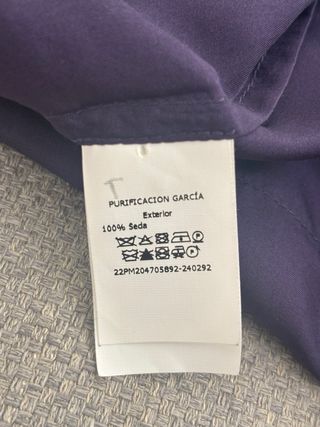 T
PURIFICACION GARCÍA
Exterior
100% Seda
22PM204705892-240292